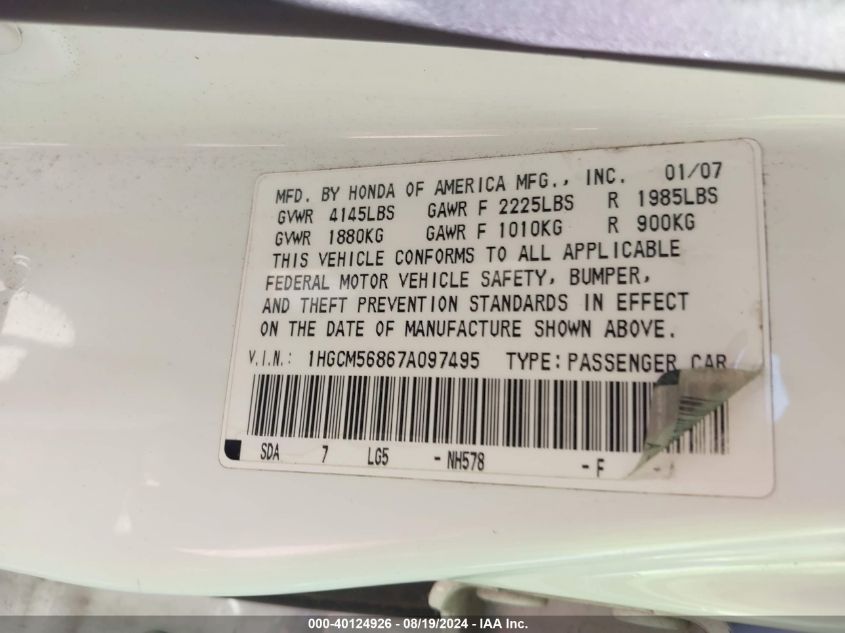 MFD. BY HONDA OF AMERICA MFG., INC. 01/07
GVWR 4145LBS GAWR F 2225LBS R 1985LBS
GVWR 1880KG GAWR F 1010KG R 900KG
THIS VEHICLE CONFORMS TO ALL APPLICABLE
FEDERAL MOTOR VEHICLE SAFETY, BUMPER,
AND THEFT PREVENTION STANDARDS IN EFFECT
ON THE DATE OF MANUFACTURE SHOWN ABOVE.
V.I.N.: 1HGCM56867A097495 TYPE:PASSENGER CAR
SDA 7 LG5 -NH578 -F -
000-40124926 - 08/19/2024 - IAA Inc.